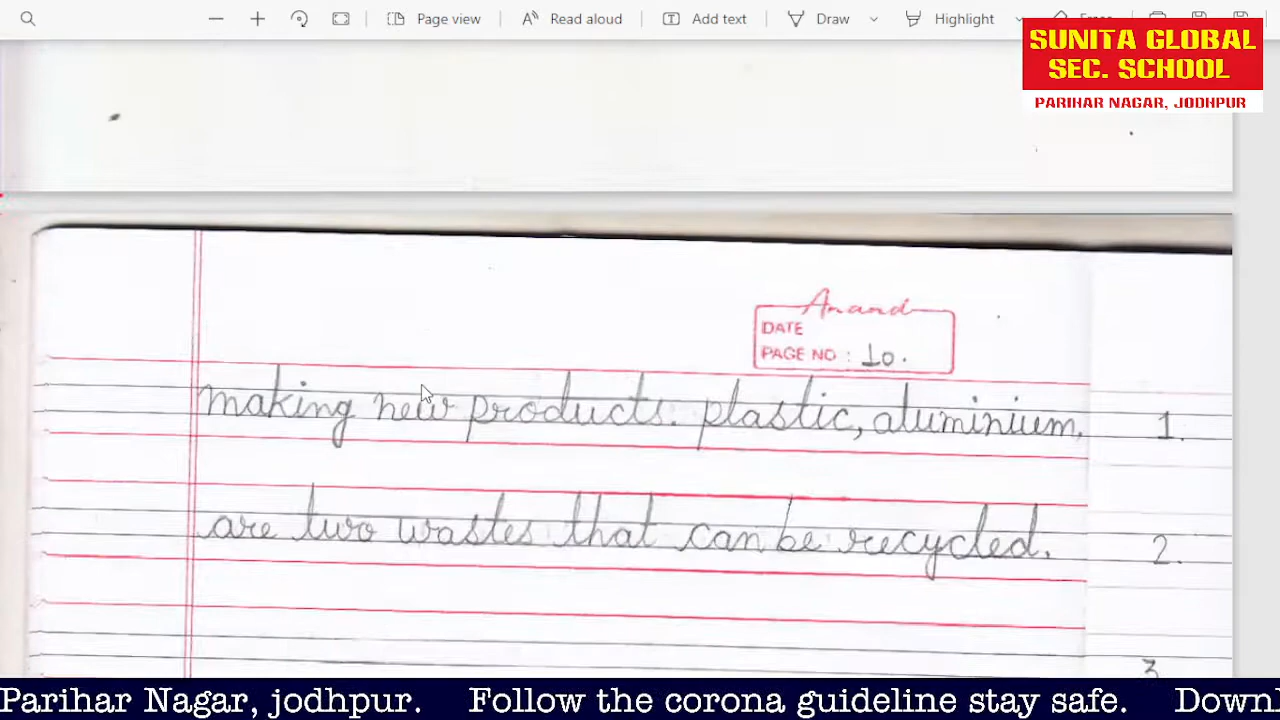 Page view
Read aloud
Add text
Draw
Highlight
SUNITA GLOBAL
SEC. SCHOOL
PARIHAR NAGAR, JODHPUR
Anand
DATE
PAGE NO : 10.
making new products. plastic, aluminium,
1.
are two wastes that can be recycled.
2.
3
Parihar Nagar, jodhpur. Follow the corona guideline stay safe. Down